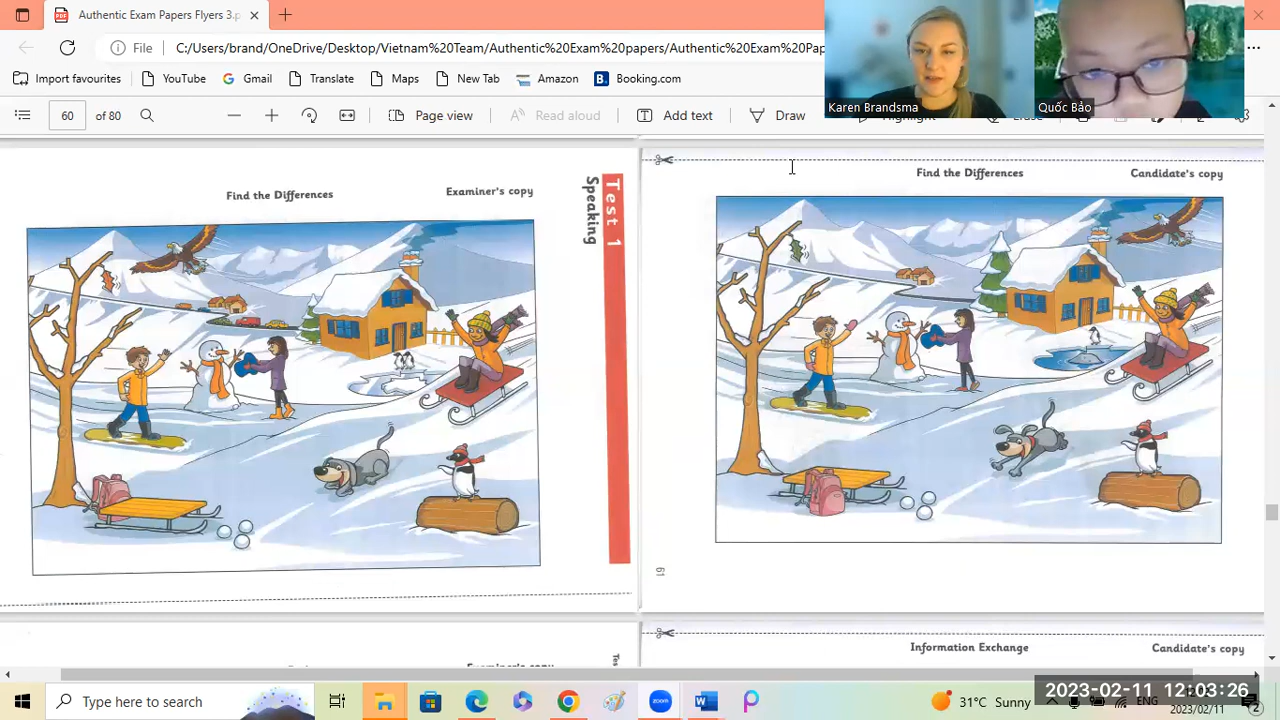 Authentic Exam Papers Flyers 3.p
File
C:/Users/brand/OneDrive/Desktop/Vietnam%20Team/Authentic%20Exam%20papers/Authentic%20Exam%20Pap
Import favourites
YouTube
Gmail
Translate
Maps
New Tab
Amazon
Booking.com
Karen Brandsma
Quốc Bảo
60 of 80
Page view
Read aloud
Add text
Draw
Find the Differences
Examiner's copy
Test 1
Speaking
Find the Differences
Candidate's copy
61
Information Exchange
Candidate's copy
Type here to search
zoom
31°C Sunny
ENG
2023-02-11 12:03:26
2023/02/11
2